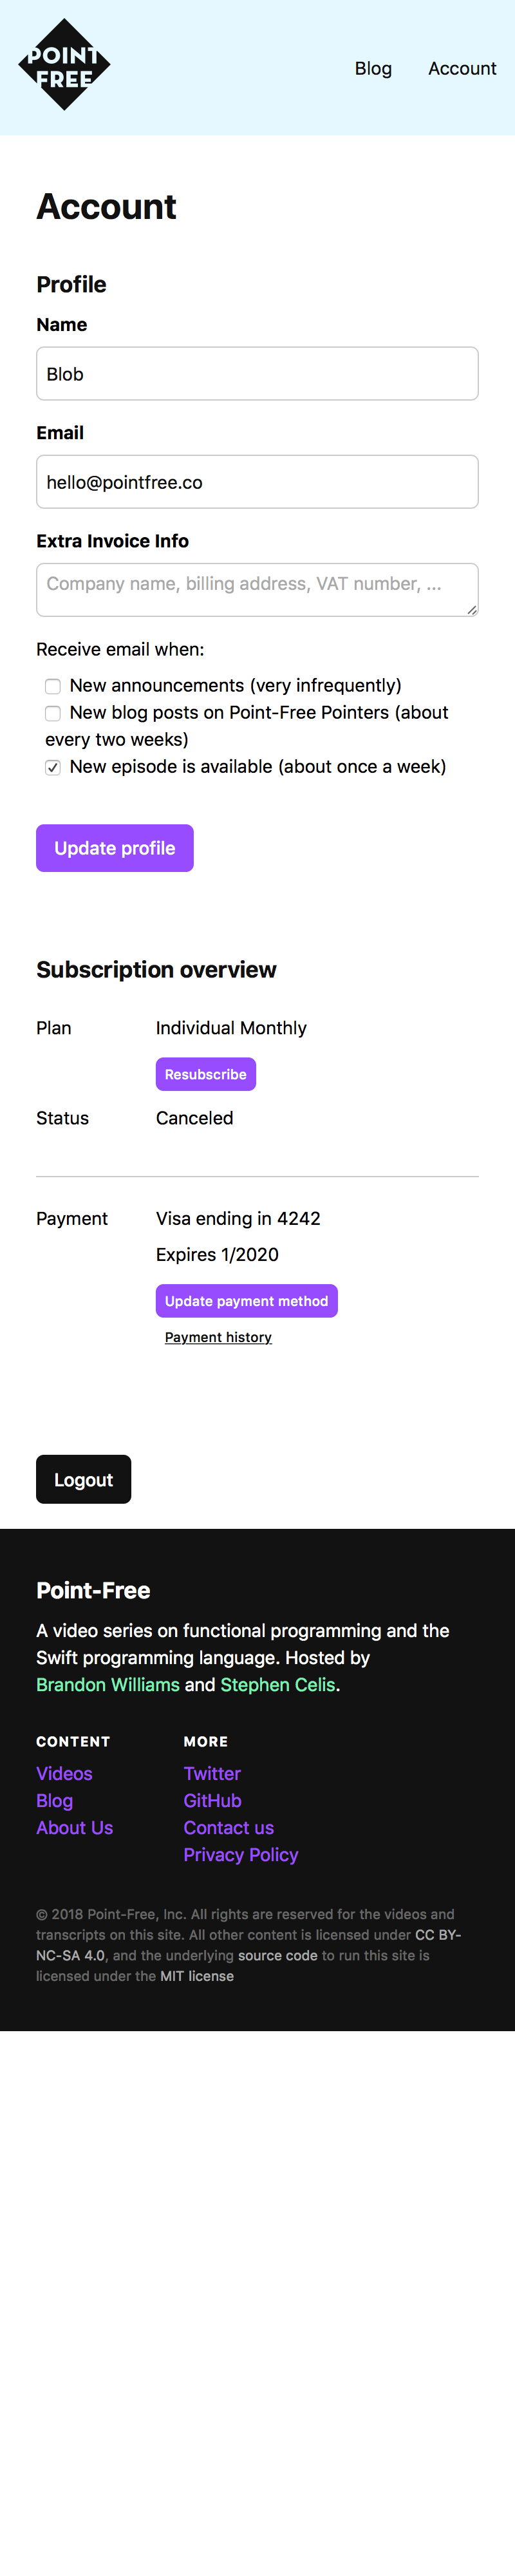 POINT
FREE
Blog Account
Account
Profile
Name
Blob
Email
hello@pointfree.co
Extra Invoice Info
Company name, billing address, VAT number, ...
Receive email when:
New announcements (very infrequently)
New blog posts on Point-Free Pointers (about
every two weeks)
New episode is available (about once a week)
Update profile
Subscription overview
Plan Individual Monthly
Resubscribe
Status Canceled
Payment Visa ending in 4242
Expires 1/2020
Update payment method
Payment history
Logout
Point-Free
A video series on functional programming and the
Swift programming language. Hosted by
Brandon Williams and Stephen Celis.
CONTENT MORE
Videos Twitter
Blog GitHub
About Us Contact us
Privacy Policy
© 2018 Point-Free, Inc. All rights are reserved for the videos and
transcripts on this site. All other content is licensed under CC BY-
NC-SA 4.0, and the underlying source code to run this site is
licensed under the MIT license